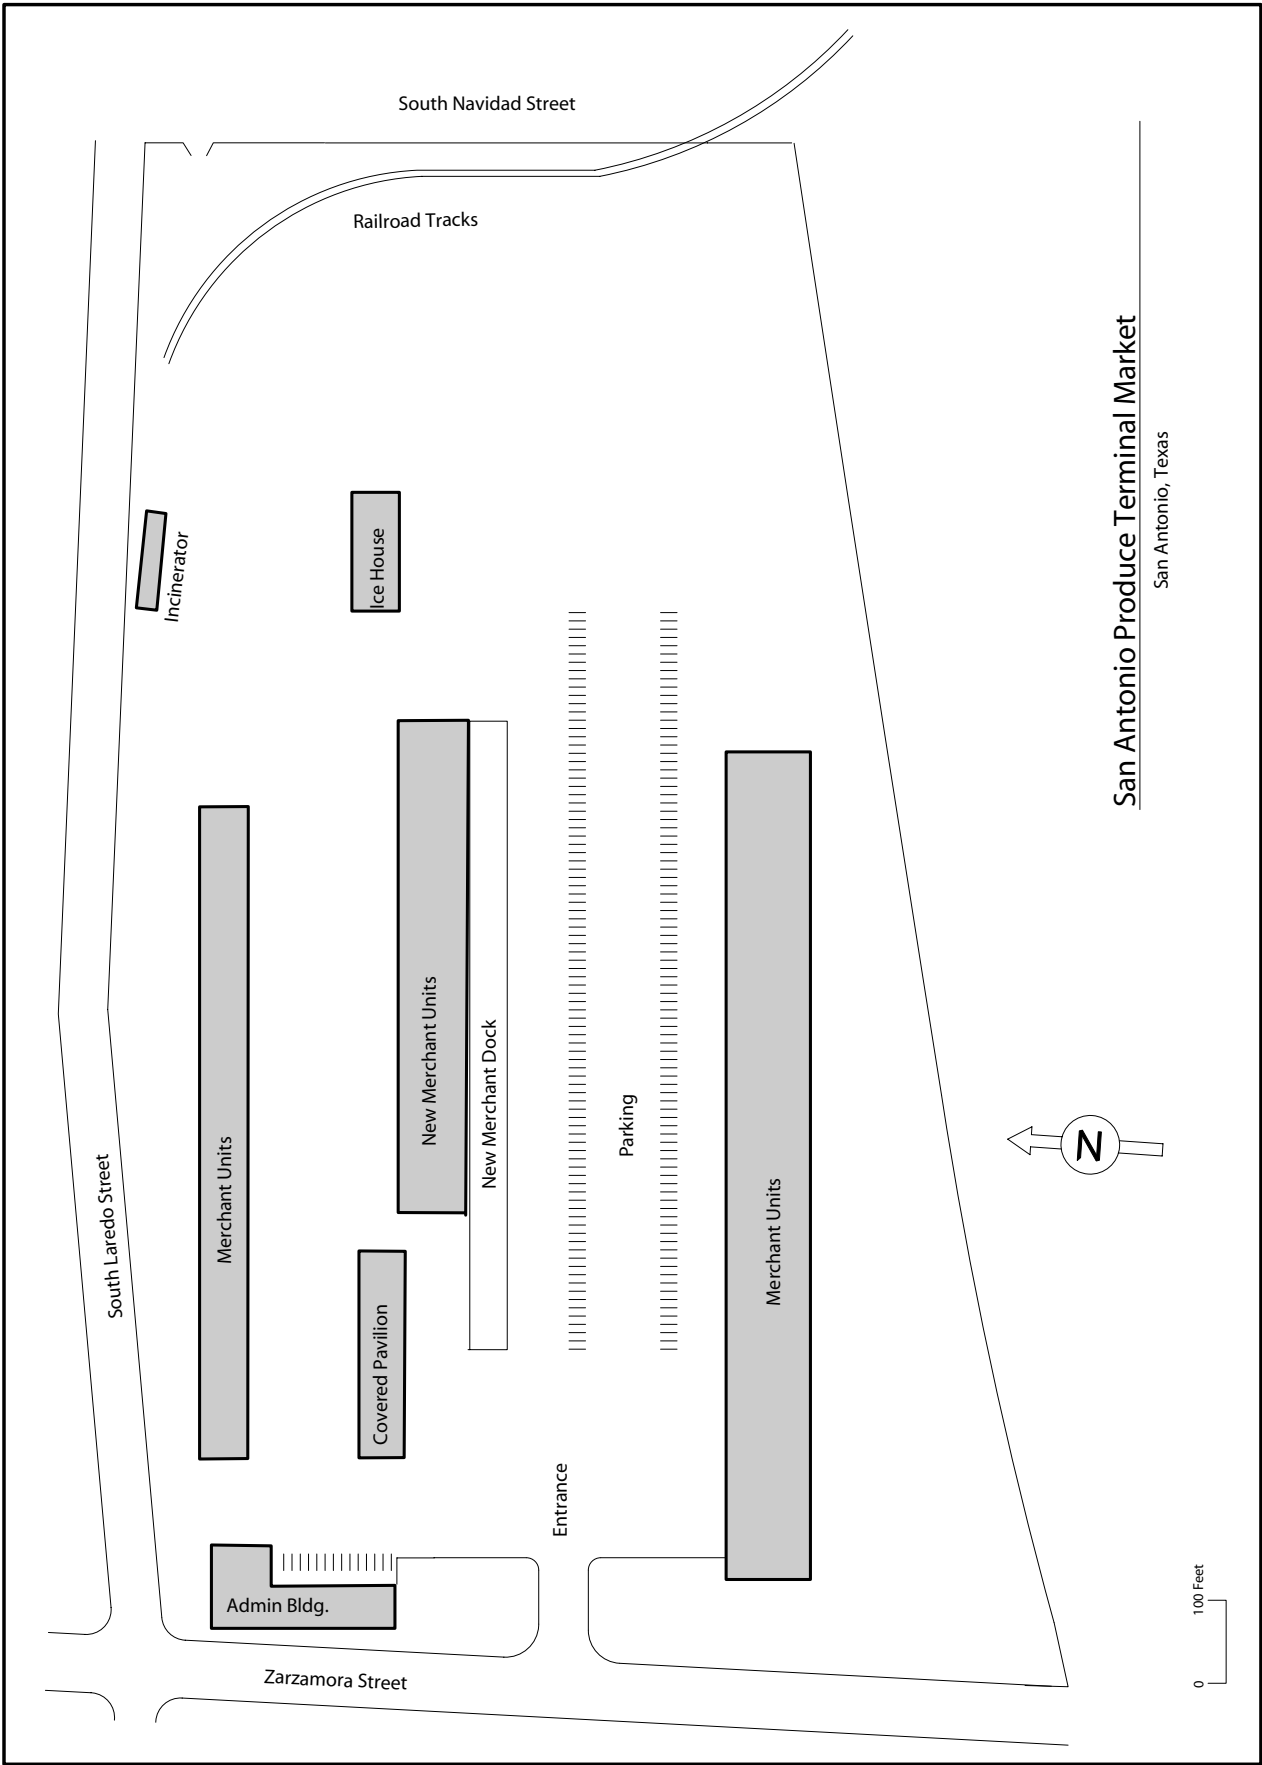 South Navidad Street
Railroad Tracks
Incinerator
Ice House
San Antonio Produce Terminal Market
San Antonio, Texas
New Merchant Units
New Merchant Dock
Parking
Merchant Units
Merchant Units
South Laredo Street
Covered Pavilion
N
Entrance
Admin Bldg.
Zarzamora Street
0
100 Feet